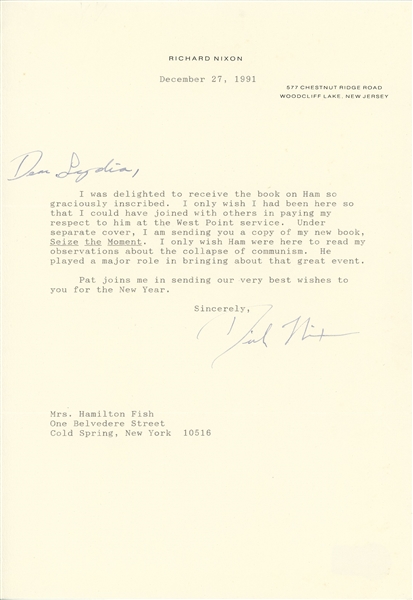 RICHARD NIXON
December 27, 1991
577 CHESTNUT RIDGE ROAD
WOODCLIFF LAKE, NEW JERSEY
Dear Lydia,
I was delighted to receive the book on Ham so
graciously inscribed. I only wish I had been here so
that I could have joined with others in paying my
respect to him at the West Point service. Under
separate cover, I am sending you a copy of my new book,
Seize the Moment. I only wish Ham were here to read my
observations about the collapse of communism. He
played a major role in bringing about that great event.
Pat joins me in sending our very best wishes to
you for the New Year.
Sincerely,
Dick Nixon
Mrs. Hamilton Fish
One Belvedere Street
Cold Spring, New York 10516